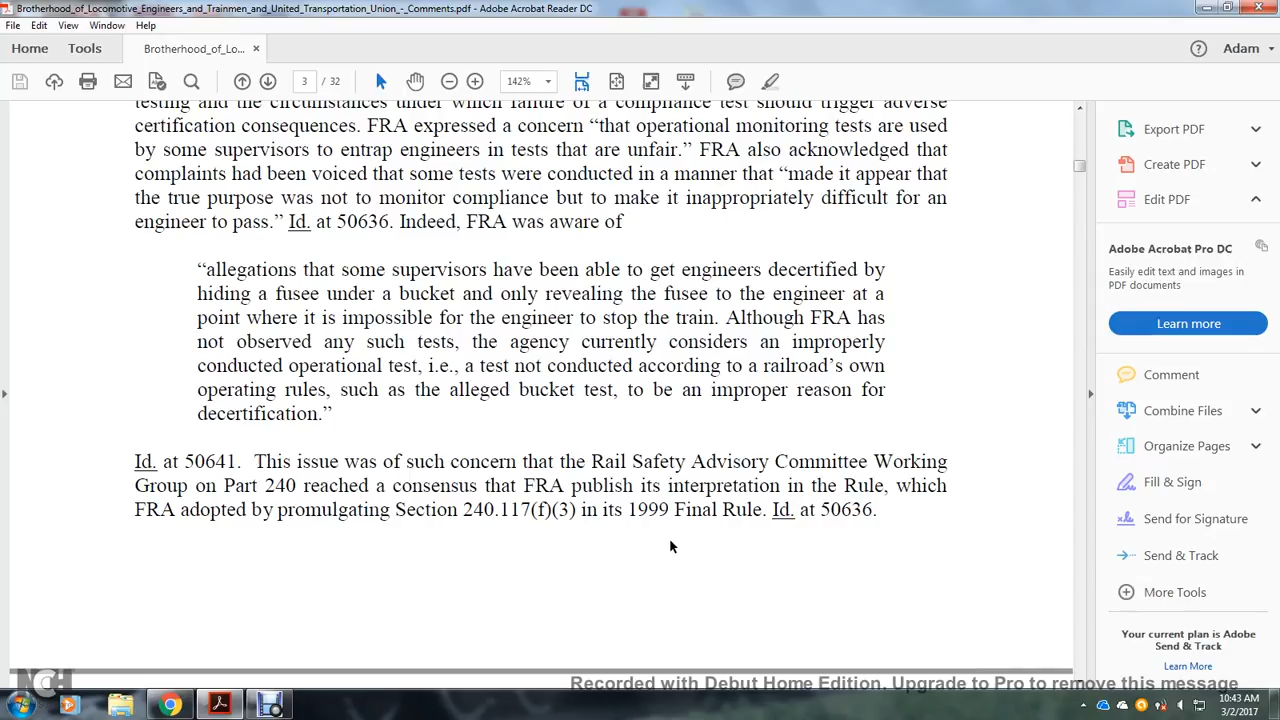 Brotherhood_of_Locomotive_Engineers_and_Trainmen_and_United_Transportation_Union_-_Comments.pdf - Adobe Acrobat Reader DC
File Edit View Window Help
Home Tools Brotherhood_of_Lo... × Adam
3 / 32 142%
testing and the circumstances under which failure of a compliance test should trigger adverse
certification consequences. FRA expressed a concern “that operational monitoring tests are used
by some supervisors to entrap engineers in tests that are unfair.” FRA also acknowledged that
complaints had been voiced that some tests were conducted in a manner that “made it appear that
the true purpose was not to monitor compliance but to make it inappropriately difficult for an
engineer to pass.” Id. at 50636. Indeed, FRA was aware of
“allegations that some supervisors have been able to get engineers decertified by
hiding a fusee under a bucket and only revealing the fusee to the engineer at a
point where it is impossible for the engineer to stop the train. Although FRA has
not observed any such tests, the agency currently considers an improperly
conducted operational test, i.e., a test not conducted according to a railroad’s own
operating rules, such as the alleged bucket test, to be an improper reason for
decertification.”
Id. at 50641. This issue was of such concern that the Rail Safety Advisory Committee Working
Group on Part 240 reached a consensus that FRA publish its interpretation in the Rule, which
FRA adopted by promulgating Section 240.117(f)(3) in its 1999 Final Rule. Id. at 50636.
Export PDF
Create PDF
Edit PDF
Adobe Acrobat Pro DC
Easily edit text and images in
PDF documents
Learn more
Comment
Combine Files
Organize Pages
Fill & Sign
Send for Signature
Send & Track
More Tools
Your current plan is Adobe
Send & Track
Learn More
NCH
Recorded with Debut Home Edition. Upgrade to Pro to remove this message
10:43 AM
3/2/2017